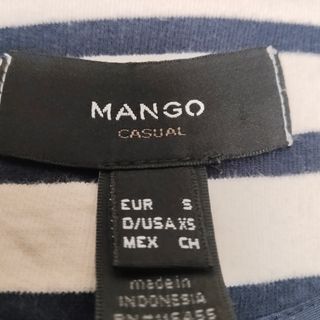 MANGO
CASUAL
EUR S
D/USA XS
MEX CH
made in
INDONESIA